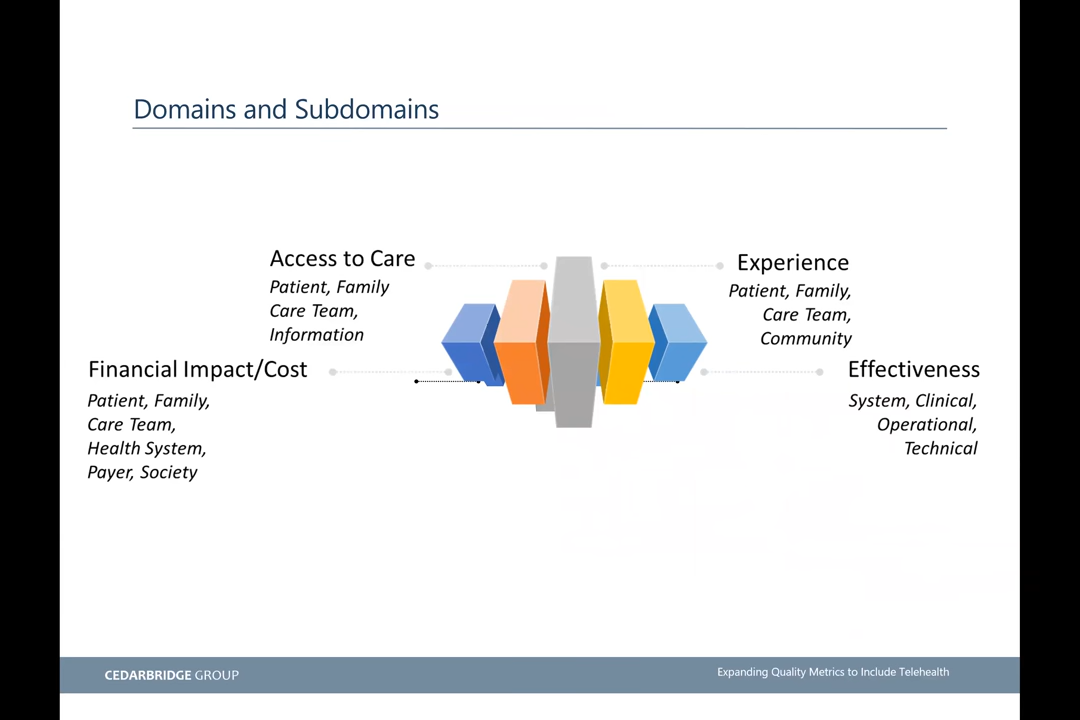 Domains and Subdomains
Access to Care
Patient, Family
Care Team,
Information
Financial Impact/Cost
Patient, Family,
Care Team,
Health System,
Payer, Society
Experience
Patient, Family,
Care Team,
Community
Effectiveness
System, Clinical,
Operational,
Technical
CEDARBRIDGE GROUP
Expanding Quality Metrics to Include Telehealth